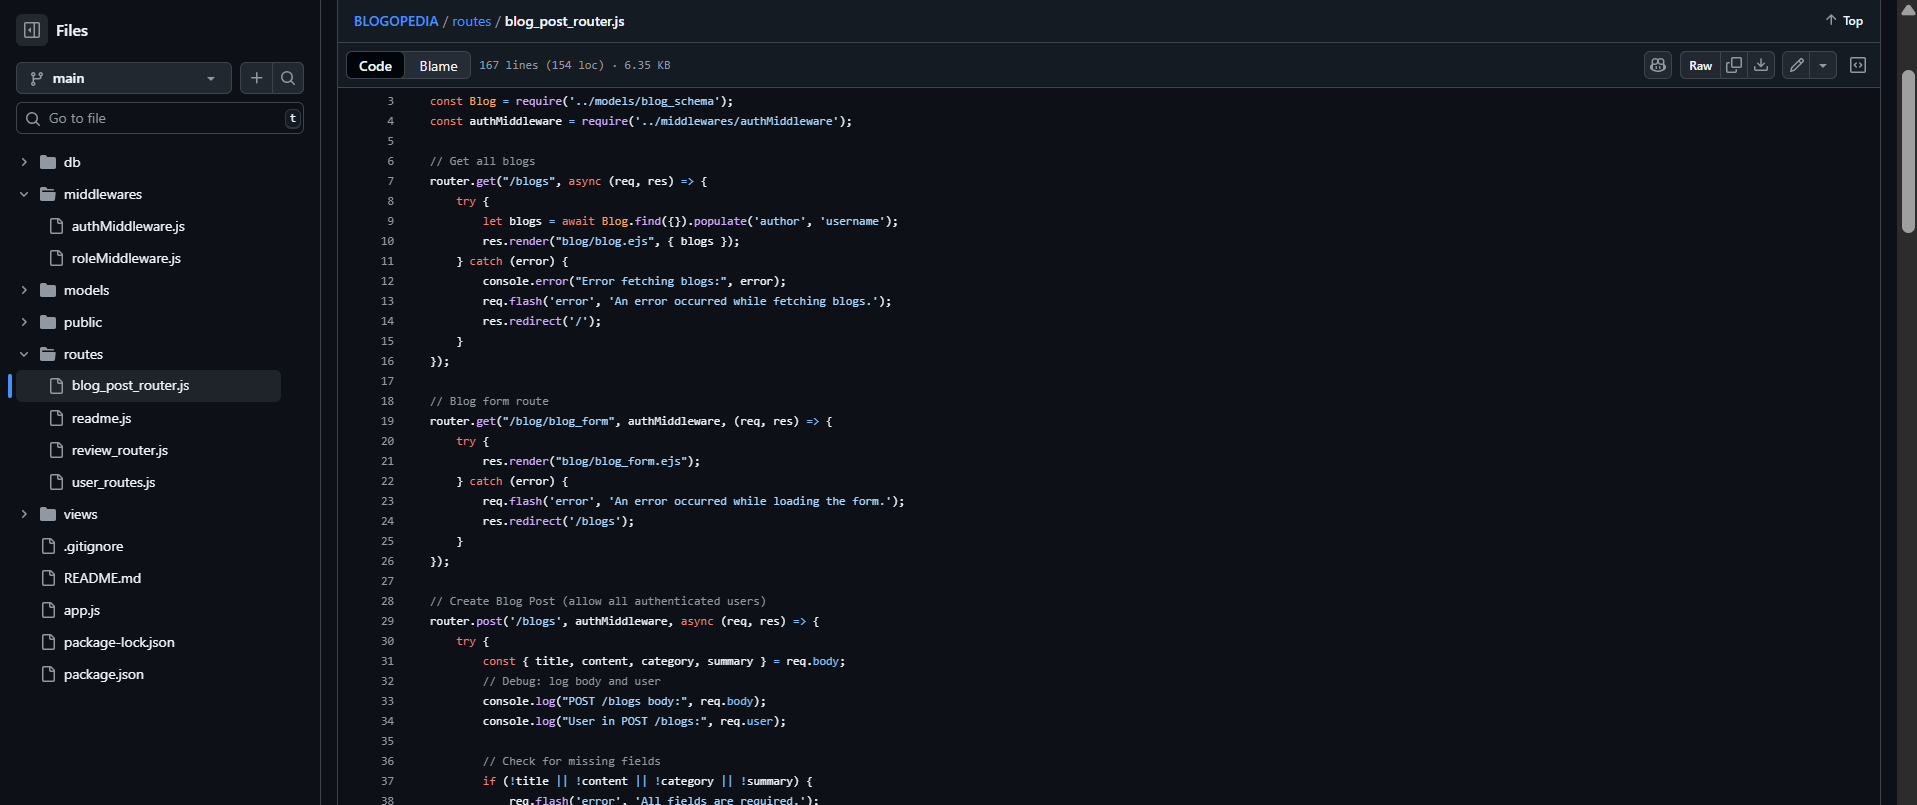 Files
main
Go to file
t
db
middlewares
authMiddleware.js
roleMiddleware.js
models
public
routes
blog_post_router.js
readme.js
review_router.js
user_routes.js
views
.gitignore
README.md
app.js
package-lock.json
package.json
BLOGOPEDIA / routes / blog_post_router.js
Top
Code Blame 167 lines (154 loc) · 6.35 KB
Raw
3 const Blog = require('../models/blog_schema');
4 const authMiddleware = require('../middlewares/authMiddleware');
5
6 // Get all blogs
7 router.get("/blogs", async (req, res) => {
8 try {
9 let blogs = await Blog.find({}).populate('author', 'username');
10 res.render("blog/blog.ejs", { blogs });
11 } catch (error) {
12 console.error("Error fetching blogs:", error);
13 req.flash('error', 'An error occurred while fetching blogs.');
14 res.redirect('/');
15 }
16 });
17
18 // Blog form route
19 router.get("/blog/blog_form", authMiddleware, (req, res) => {
20 try {
21 res.render("blog/blog_form.ejs");
22 } catch (error) {
23 req.flash('error', 'An error occurred while loading the form.');
24 res.redirect('/blogs');
25 }
26 });
27
28 // Create Blog Post (allow all authenticated users)
29 router.post('/blogs', authMiddleware, async (req, res) => {
30 try {
31 const { title, content, category, summary } = req.body;
32 // Debug: log body and user
33 console.log("POST /blogs body:", req.body);
34 console.log("User in POST /blogs:", req.user);
35
36 // Check for missing fields
37 if (!title || !content || !category || !summary) {
38 req.flash('error', 'All fields are required.');